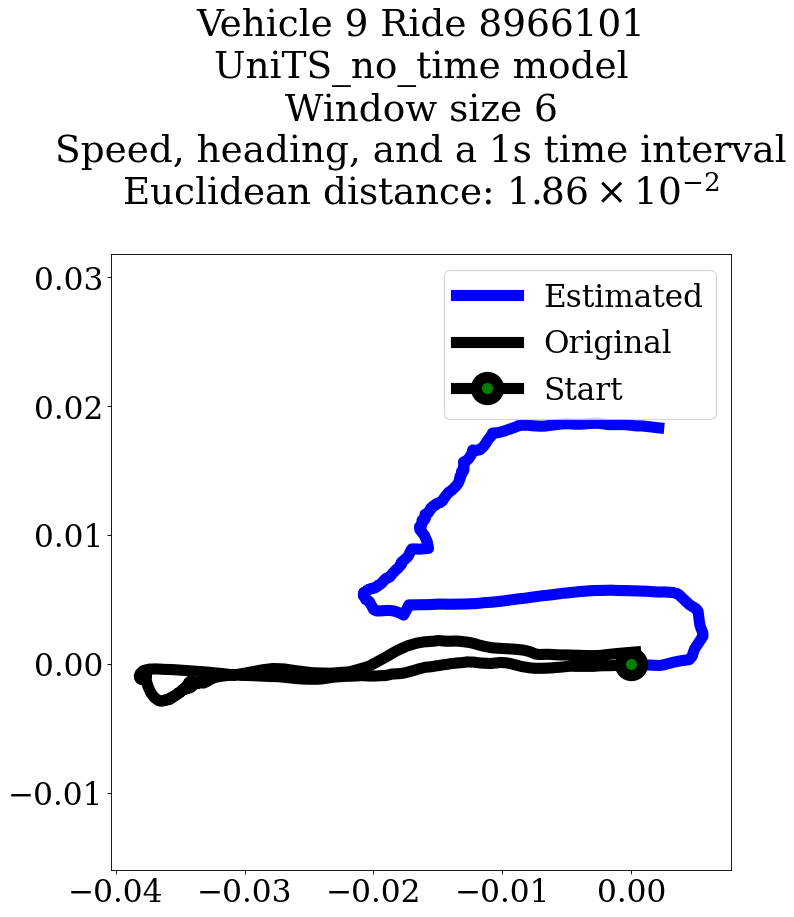 Vehicle 9 Ride 8966101
UniTS_no_time model
Window size 6
Speed, heading, and a 1s time interval
Euclidean distance: 1.86 × 10⁻²
Estimated
Original
Start
0.03
0.02
0.01
0.00
−0.01
−0.04
−0.03
−0.02
−0.01
0.00